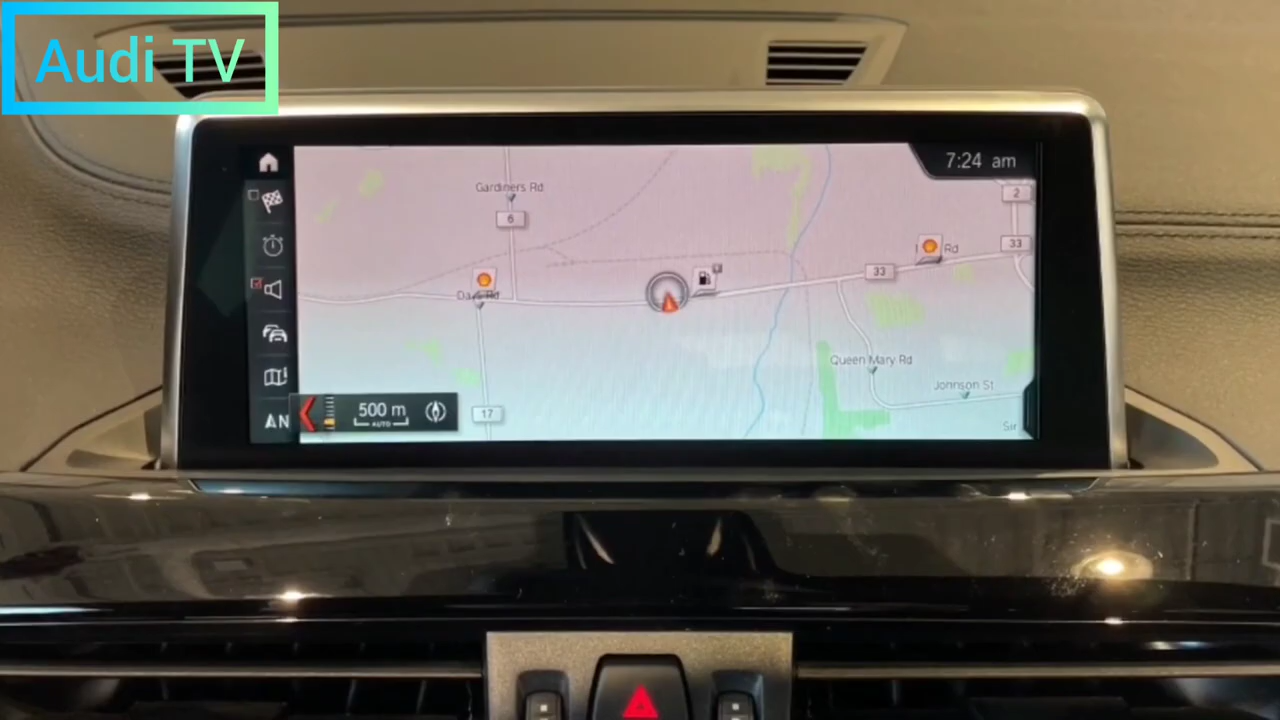 Audi TV
7:24 am
Gardiners Rd
6
2
33
Rd
33
Queen Mary Rd
Johnson St
17
500 m
AUTO
N
Sir